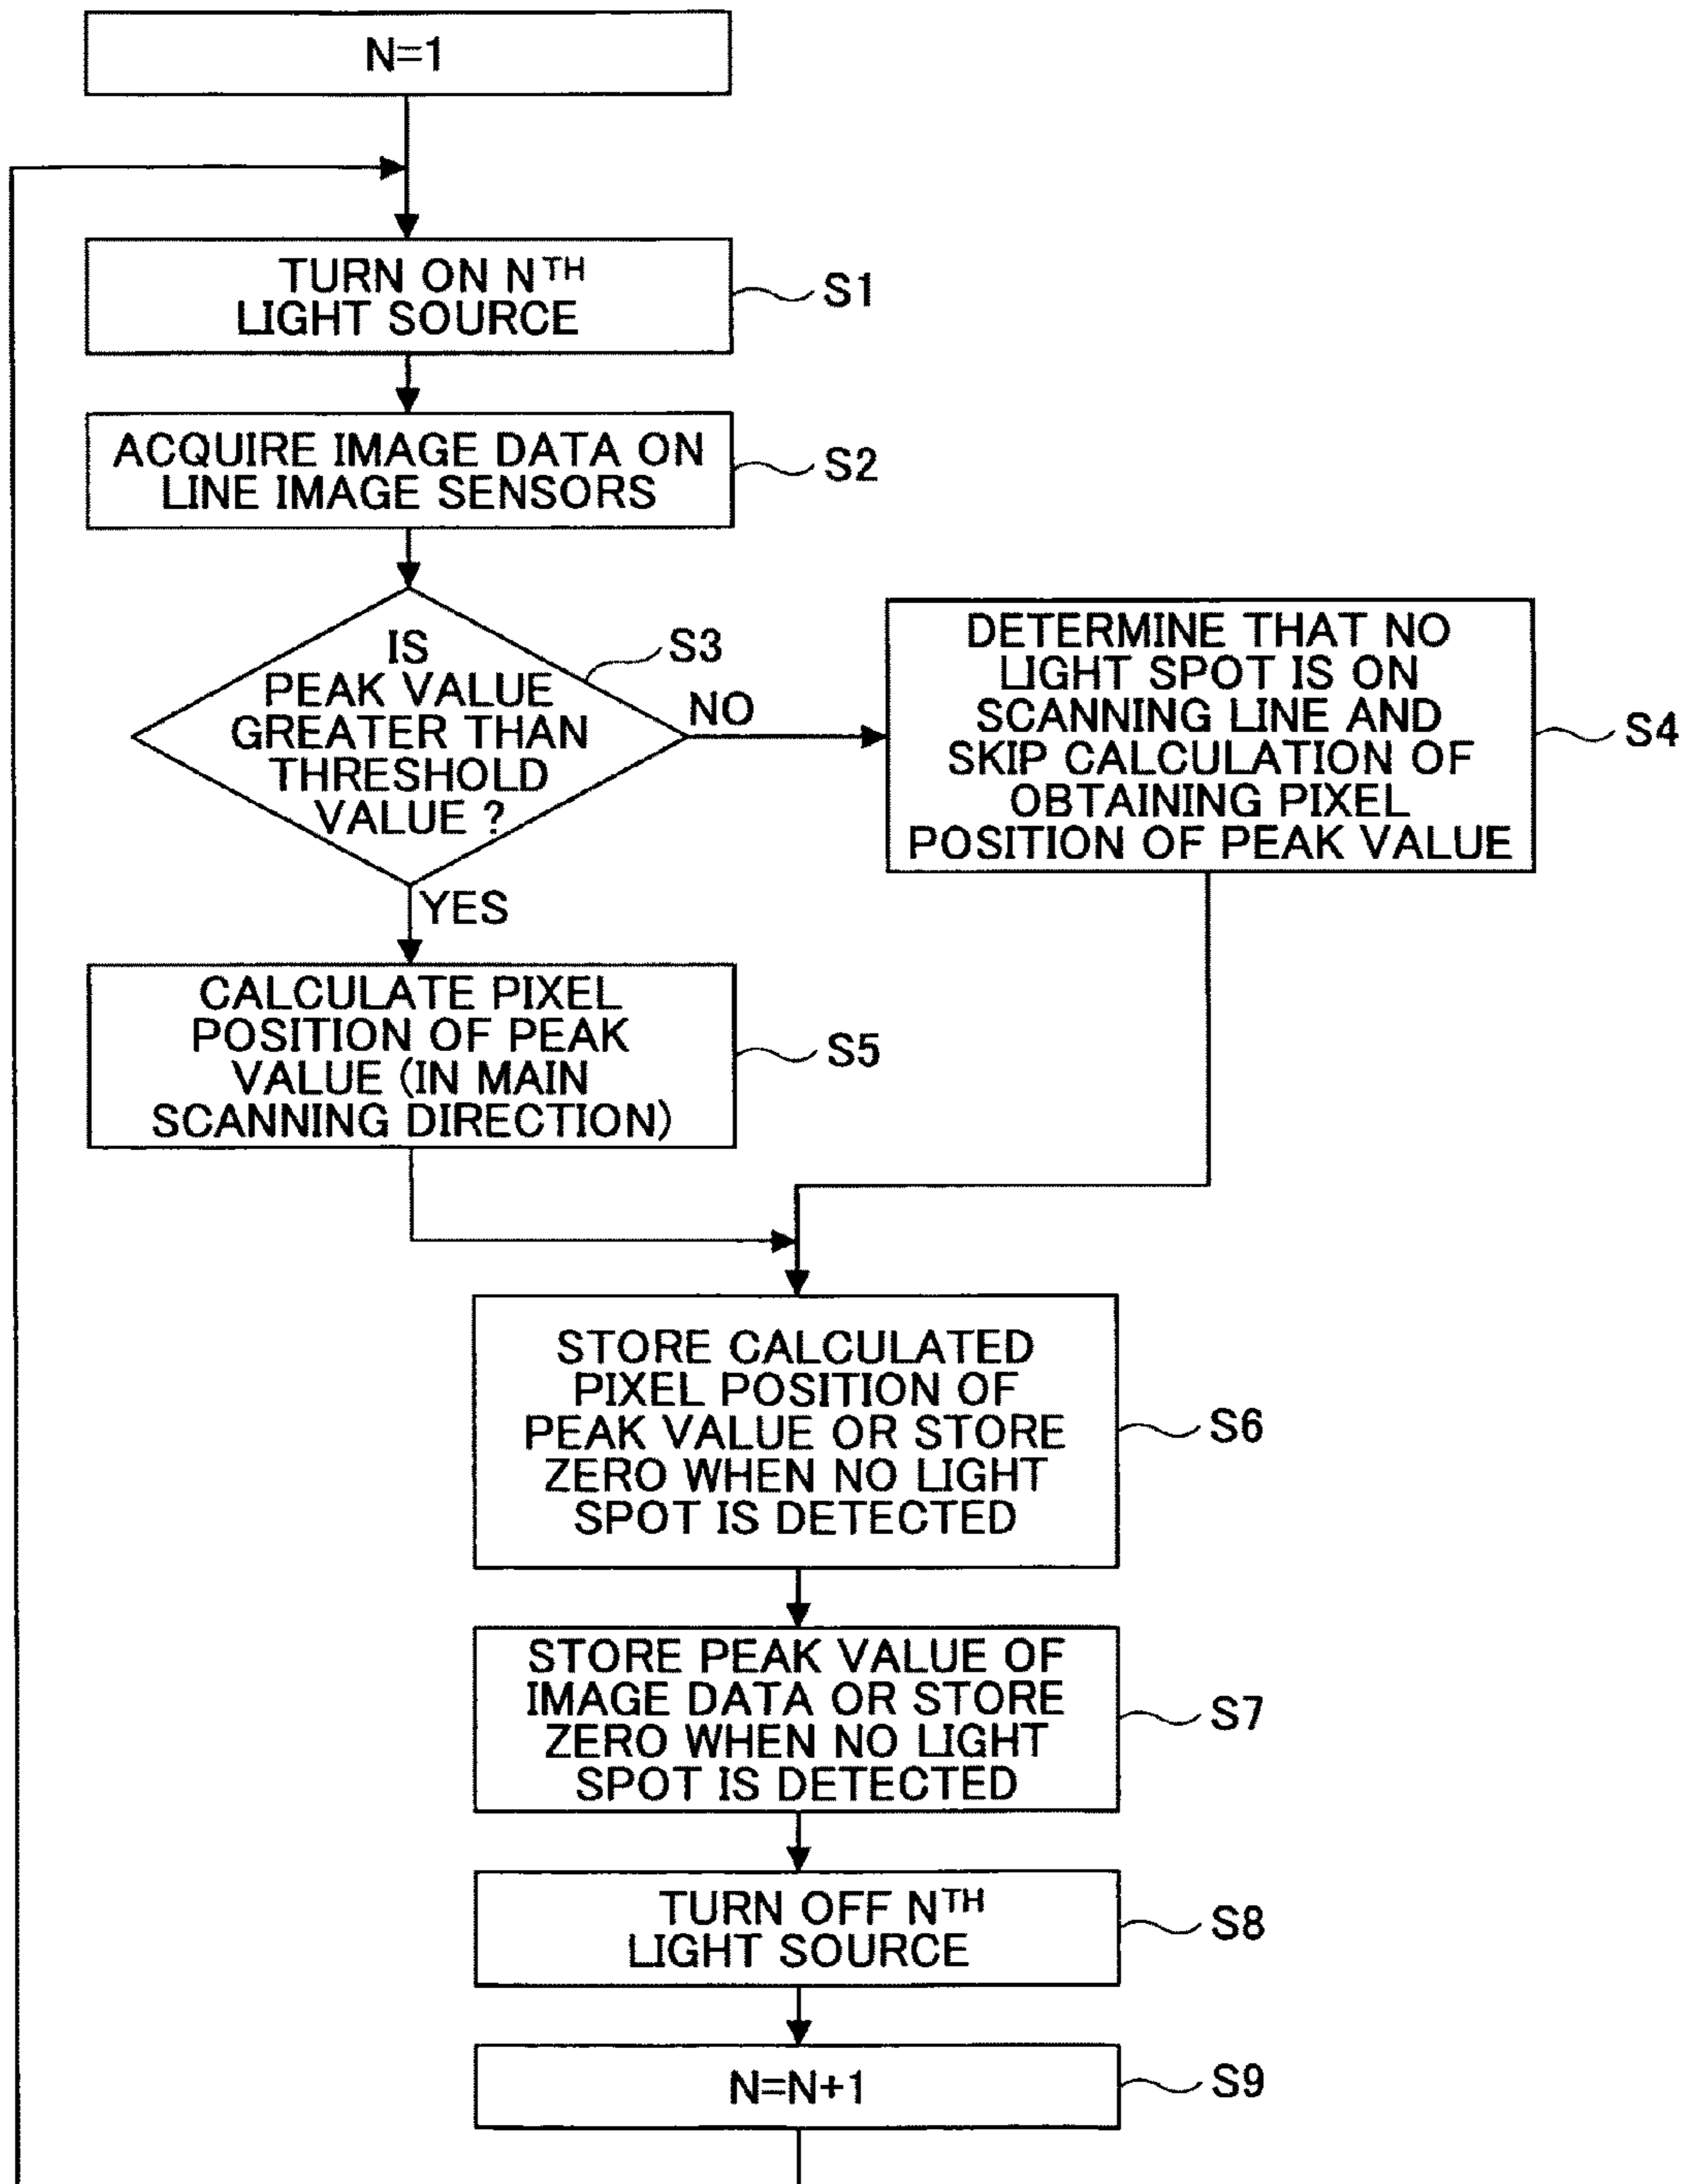 N=1
TURN ON NTH
LIGHT SOURCE
S1
ACQUIRE IMAGE DATA ON
LINE IMAGE SENSORS
S2
IS
PEAK VALUE
GREATER THAN
THRESHOLD
VALUE ?
S3
NO
DETERMINE THAT NO
LIGHT SPOT IS ON
SCANNING LINE AND
SKIP CALCULATION OF
OBTAINING PIXEL
POSITION OF PEAK VALUE
S4
YES
CALCULATE PIXEL
POSITION OF PEAK
VALUE (IN MAIN
SCANNING DIRECTION)
S5
STORE CALCULATED
PIXEL POSITION OF
PEAK VALUE OR STORE
ZERO WHEN NO LIGHT
SPOT IS DETECTED
S6
STORE PEAK VALUE OF
IMAGE DATA OR STORE
ZERO WHEN NO LIGHT
SPOT IS DETECTED
S7
TURN OFF NTH
LIGHT SOURCE
S8
N=N+1
S9